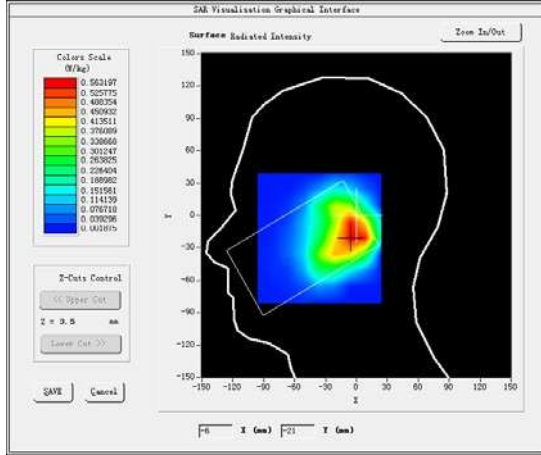 SAR Visualisation Graphical Interface
Surface Radiated Intensity
Zoom In/Out
Colors Scale
(W/kg)
0.563197
0.525775
0.488354
0.450932
0.413511
0.376089
0.338668
0.301247
0.263825
0.226404
0.188982
0.151561
0.114139
0.076718
0.039296
0.001875
150
120
90
60
30
0
-30
-60
-90
-120
-150
Y
-150 -120 -90 -60 -30 0 30 60 90 120 150
X
Z-Cuts Control
<< Upper Cut
Z = 3.5 mm
Lower Cut >>
SAVE Cancel
-6 X (mm) -21 Y (mm)